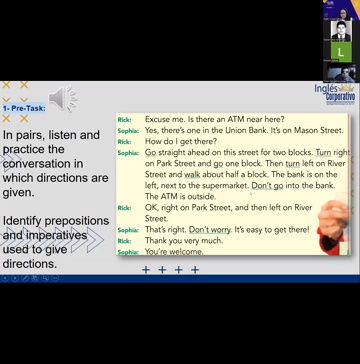 Inglés
corporativo
1- Pre-Task:
In pairs, listen and
practice the
conversation in
which directions are
given.
Identify prepositions
and imperatives
used to give
directions.
Rick: Excuse me. Is there an ATM near here?
Sophia: Yes, there's one in the Union Bank. It's on Mason Street.
Rick: How do I get there?
Sophia: Go straight ahead on this street for two blocks. Turn right
on Park Street and go one block. Then turn left on River
Street and walk about half a block. The bank is on the
left, next to the supermarket. Don't go into the bank.
The ATM is outside.
Rick: OK, right on Park Street, and then left on River
Street.
Sophia: That's right. Don't worry. It's easy to get there!
Rick: Thank you very much.
Sophia: You're welcome.
L